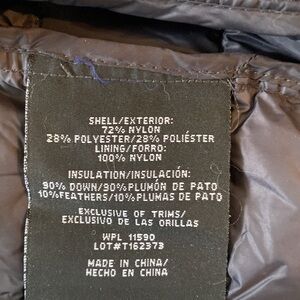 SHELL/EXTERIOR:
72% NYLON
28% POLYESTER/28% POLIÉSTER
LINING/FORRO:
100% NYLON
INSULATION/INSULACIÓN:
90% DOWN/90% PLUMÓN DE PATO
10%FEATHERS/10% PLUMAS DE PATO
EXCLUSIVE OF TRIMS/
EXCLUSIVO DE LAS ORILLAS
WPL 11590
LOT#T162373
MADE IN CHINA/
HECHO EN CHINA